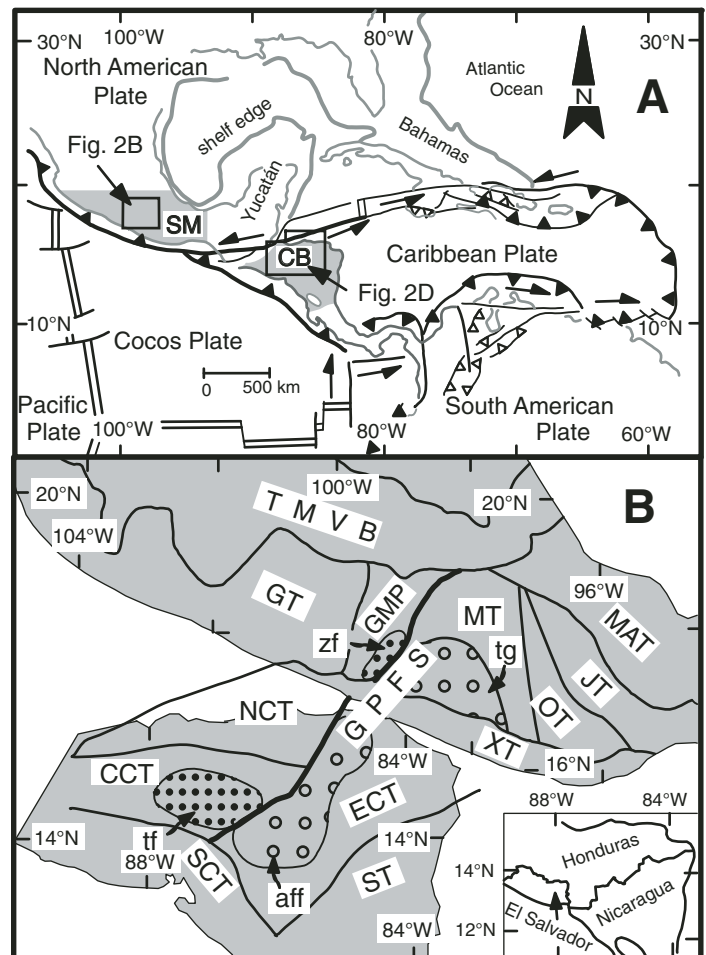 30°N 100°W 80°W 30°N
North American
Plate
Atlantic
Ocean
N
A
shelf edge
Bahamas
Fig. 2B
Yucatán
SM
CB
Caribbean Plate
Fig. 2D
10°N
10°N
Cocos Plate
0 500 km
Pacific
Plate
100°W
80°W
South American
Plate
60°W
20°N
100°W
20°N
B
T M V B
104°W
96°W
GT
GMP
MT
MAT
zf
tg
G P F S
JT
OT
NCT
XT
16°N
CCT
84°W
ECT
14°N
tf
88°W
14°N
SCT
ST
aff
84°W
88°W 84°W
Honduras
14°N
Nicaragua
El Salvador
12°N